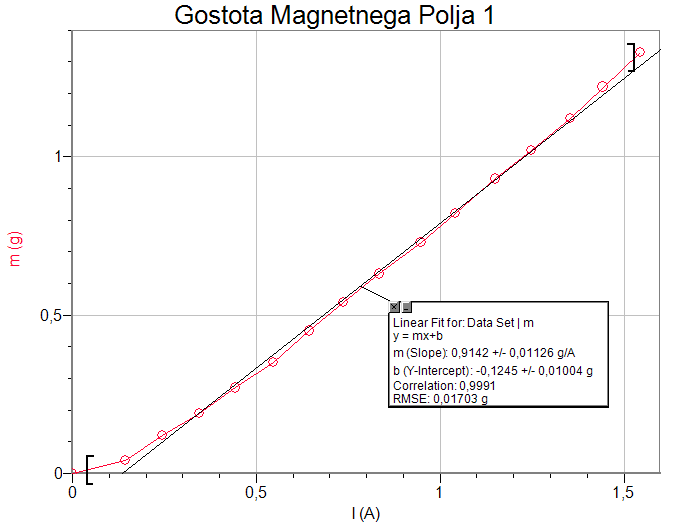 Gostota Magnetnega Polja 1
m (g)
1
0,5
0
Linear Fit for: Data Set | m
y = mx+b
m (Slope): 0,9142 +/- 0,01126 g/A
b (Y-Intercept): -0,1245 +/- 0,01004 g
Correlation: 0,9991
RMSE: 0,01703 g
0
0,5
1
1,5
I (A)